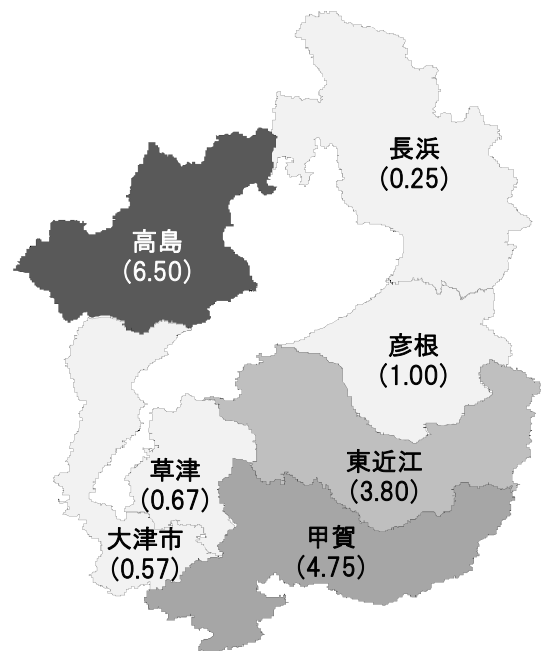 長浜
(0.25)
高島
(6.50)
彦根
(1.00)
東近江
(3.80)
草津
(0.67)
大津市
(0.57)
甲賀
(4.75)